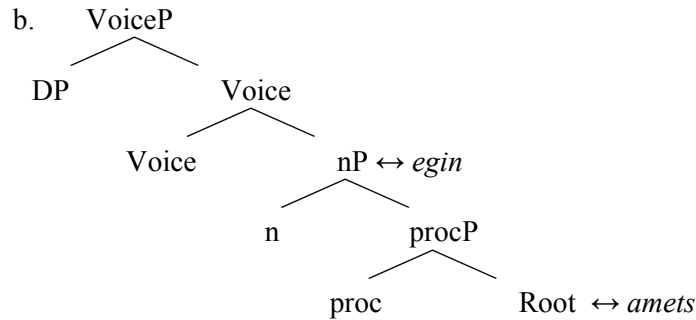 b. VoiceP
DP Voice
Voice nP ↔ egin
n procP
proc Root ↔ amets